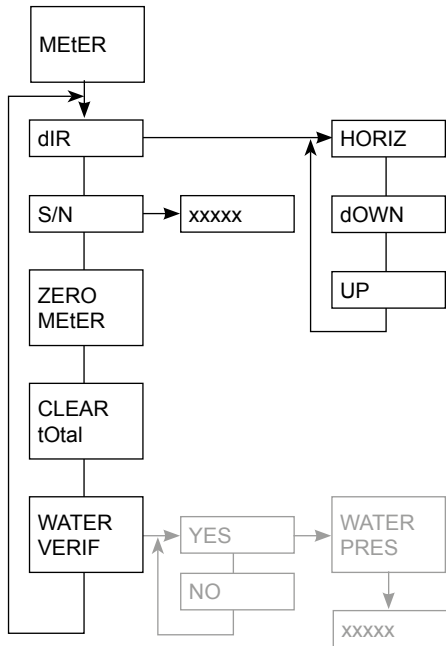 MEtER
dIR
HORIZ
S/N
xxxxx
dOWN
ZERO
MEtER
UP
CLEAR
tOtal
WATER
VERIF
YES
WATER
PRES
NO
xxxxx